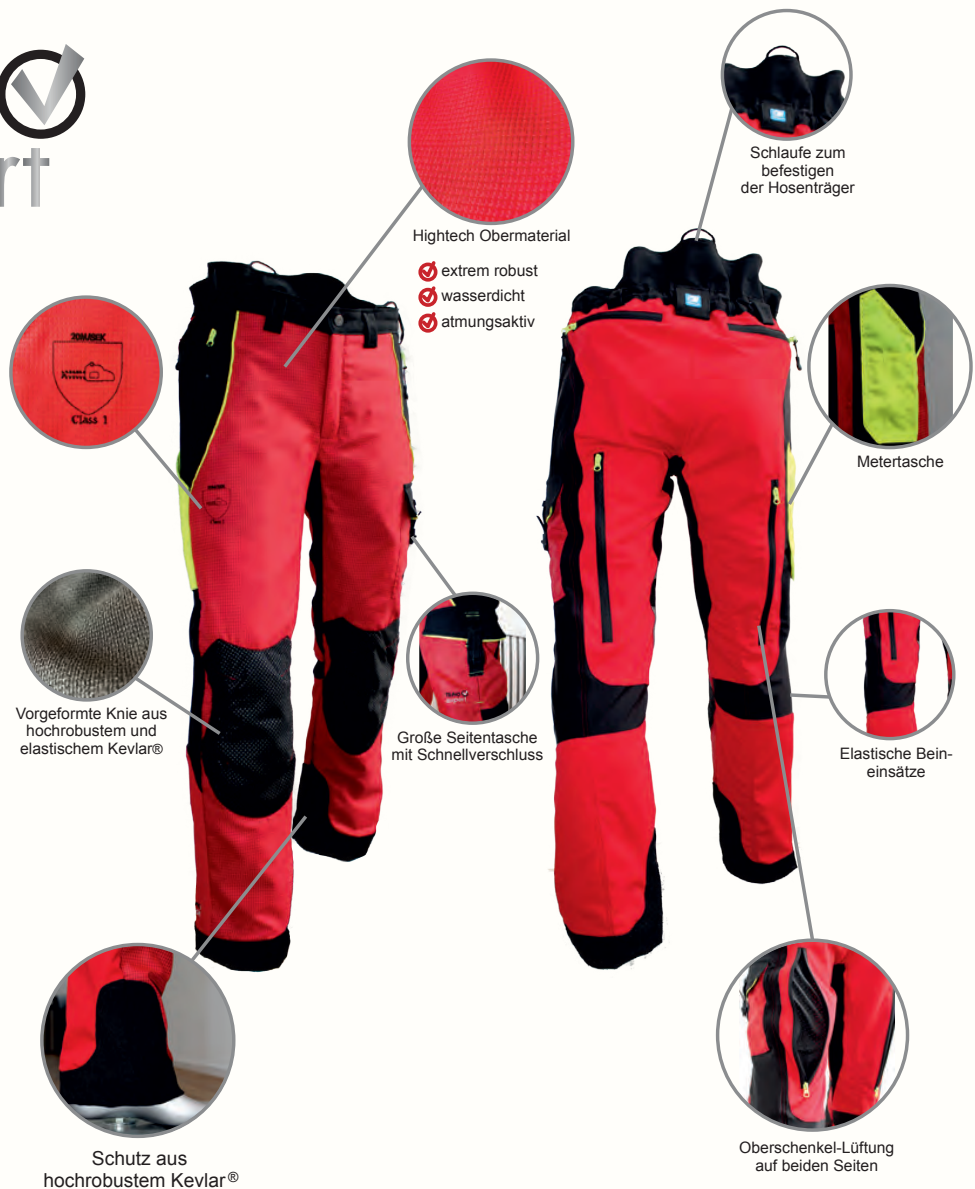 rt
Schlaufe zum
befestigen
der Hosenträger
Hightech Obermaterial
extrem robust
wasserdicht
atmungsaktiv
CLASS 1
Metertasche
Vorgeformte Knie aus
hochrobustem und
elastischem Kevlar®
Große Seitentasche
mit Schnellverschluss
Elastische Bein-
einsätze
Schutz aus
hochrobustem Kevlar®
Oberschenkel-Lüftung
auf beiden Seiten